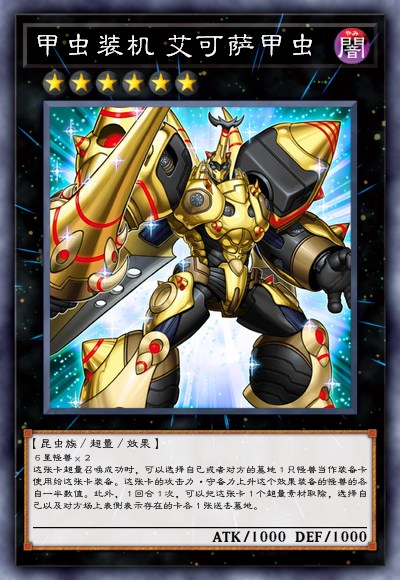 甲虫装机 艾可萨甲虫
やみ
闇
【昆虫族／超量／效果】
６星怪兽×２
这张卡超量召唤成功时，可以选择自己或者对方的墓地１只怪兽当作装备卡
使用给这张卡装备。这张卡的攻击力·守备力上升这个效果装备的怪兽的各
自一半数值。此外，１回合１次，可以把这张卡１个超量素材取除，选择自
己以及对方场上表侧表示存在的卡各１张送去墓地。
ATK/1000 DEF/1000